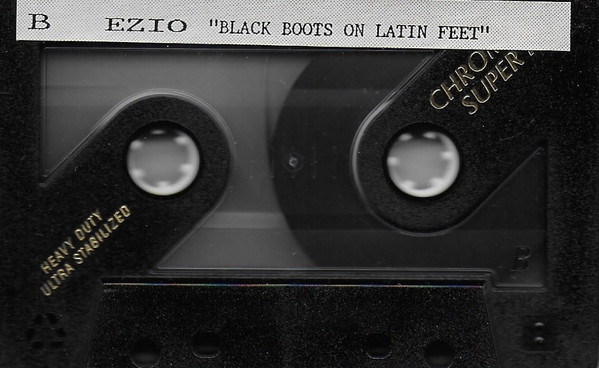 B EZIO "BLACK BOOTS ON LATIN FEET"
CHROM
SUPER
HEAVY DUTY
ULTRA STABILIZED
B
B